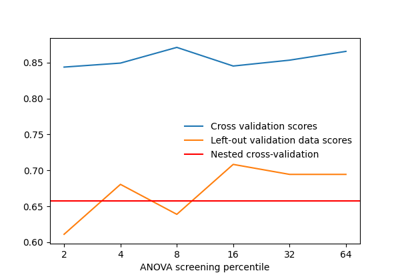 0.85
0.80
0.75
0.70
0.65
0.60
Cross validation scores
Left-out validation data scores
Nested cross-validation
2 4 8 16 32 64
ANOVA screening percentile